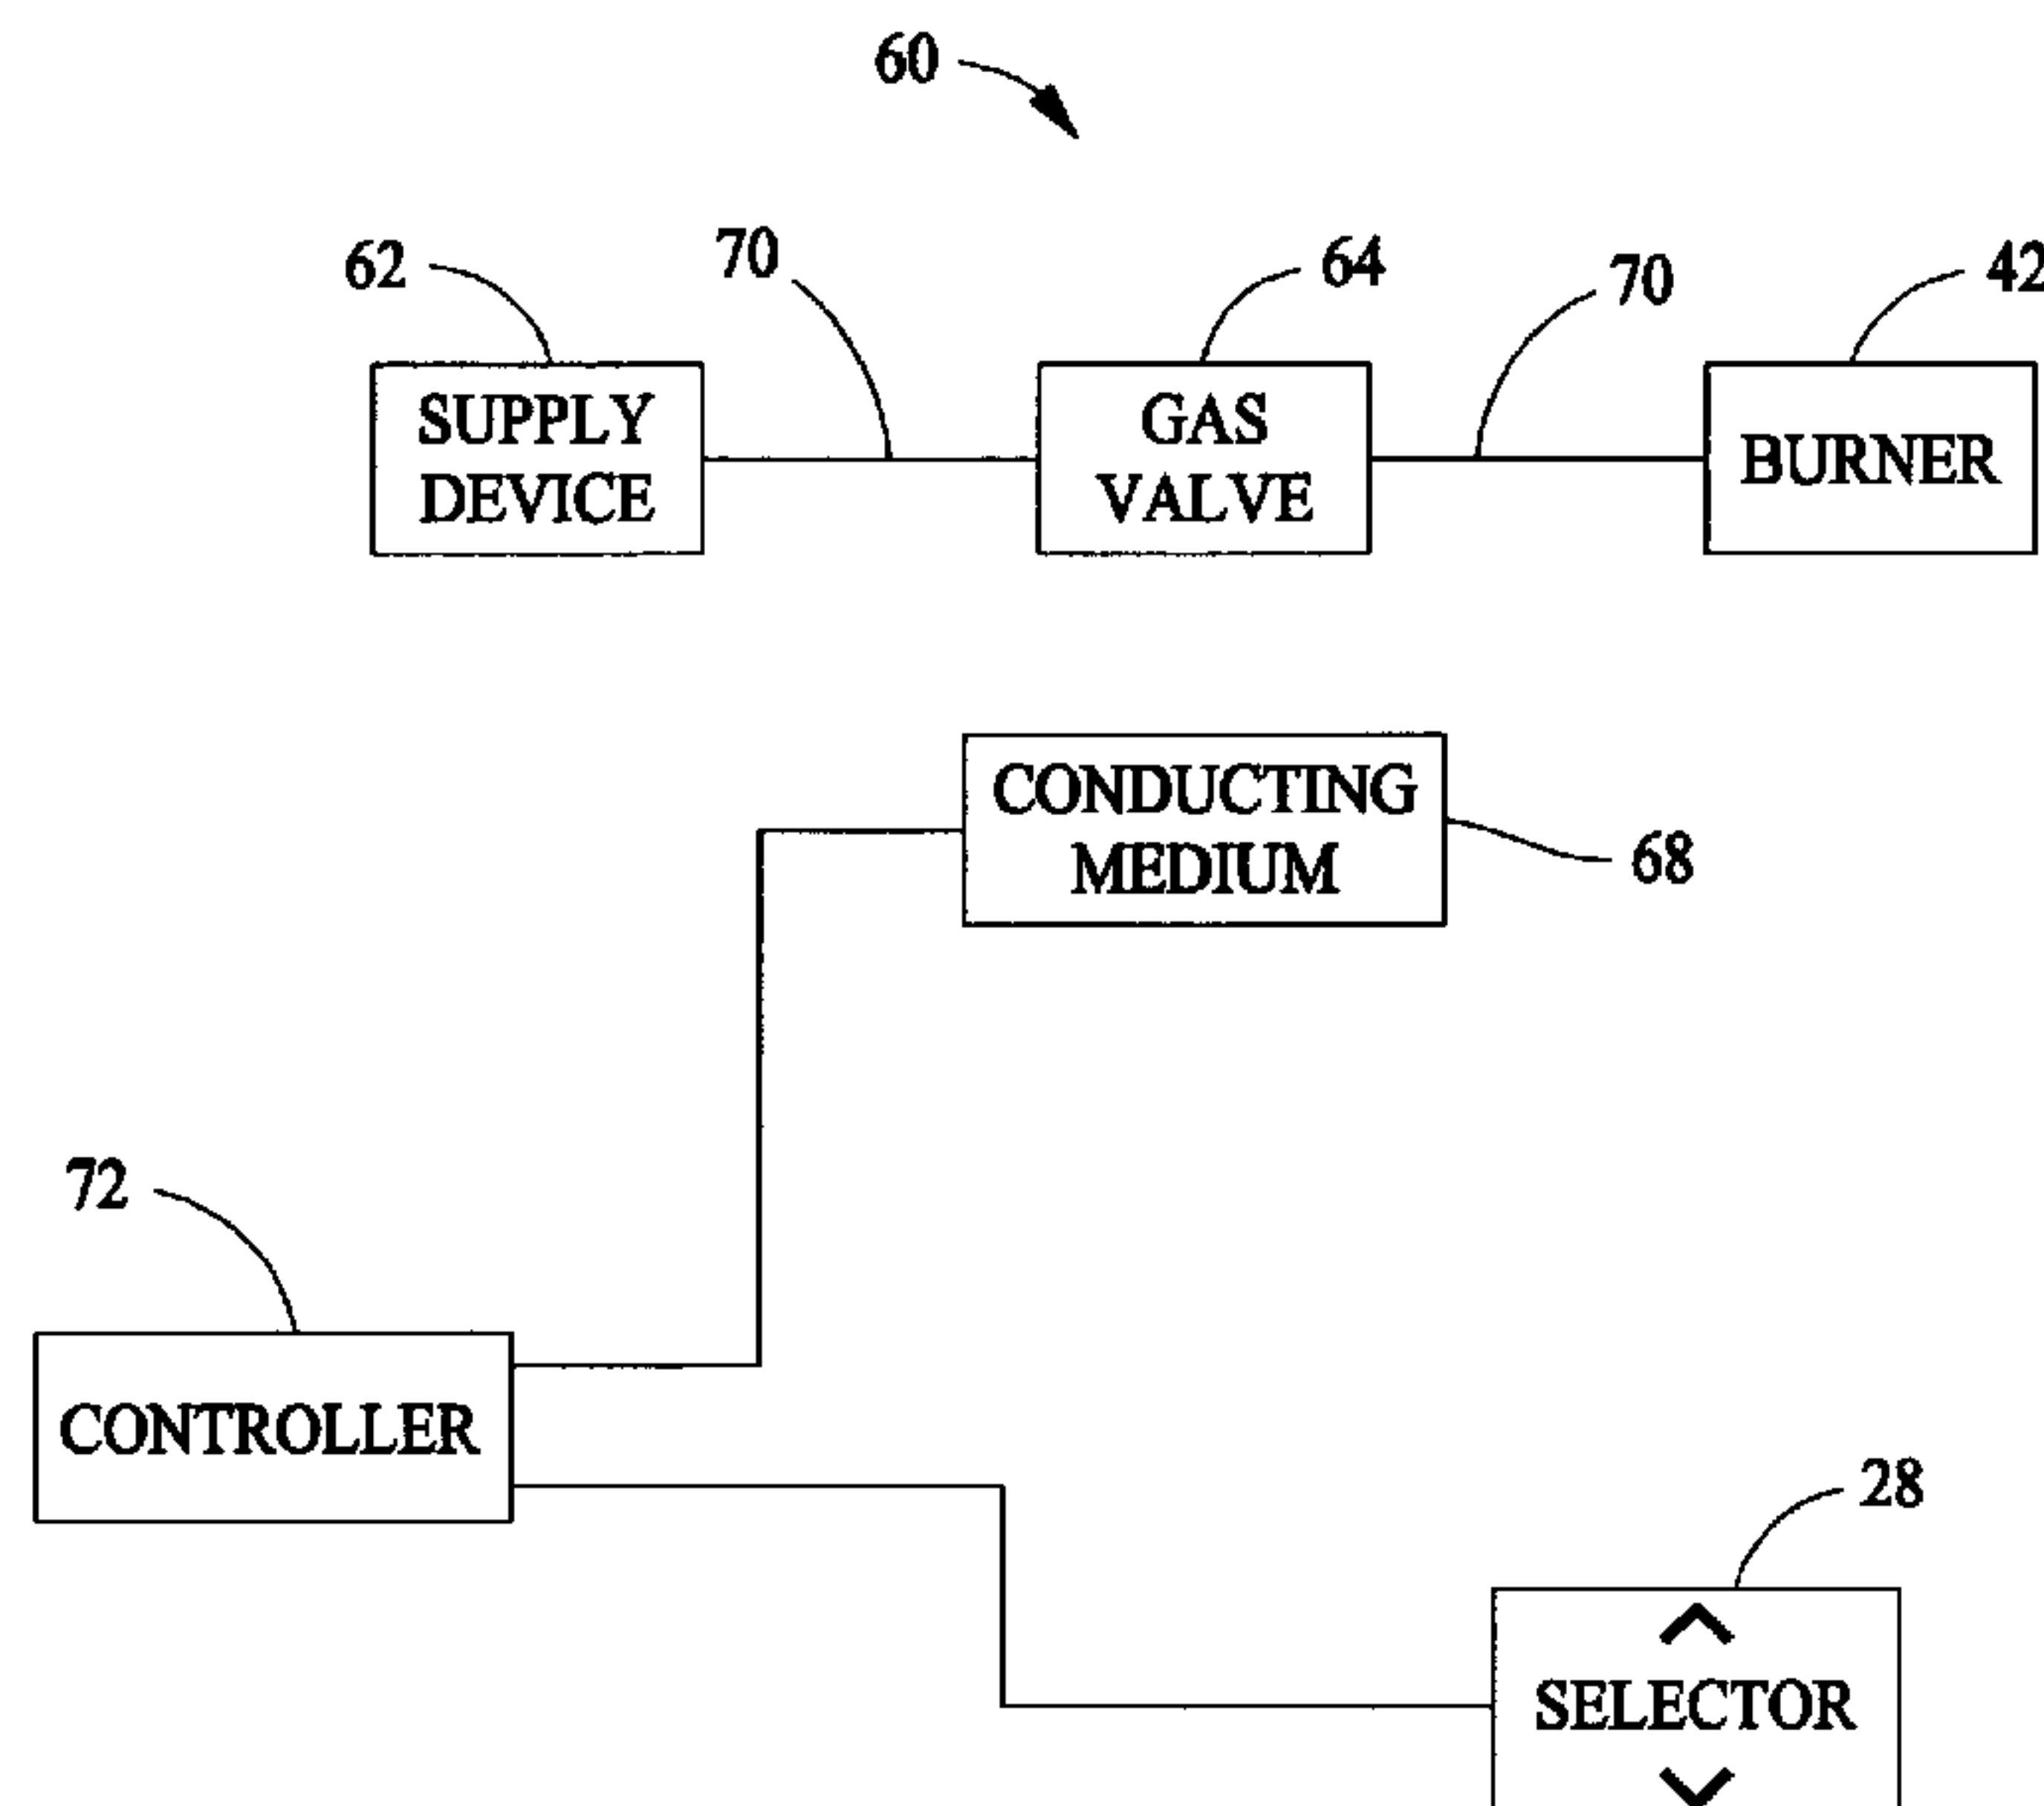 60
62
70
64
70
42
SUPPLY
DEVICE
GAS
VALVE
BURNER
CONDUCTING
MEDIUM
68
72
CONTROLLER
28
SELECTOR